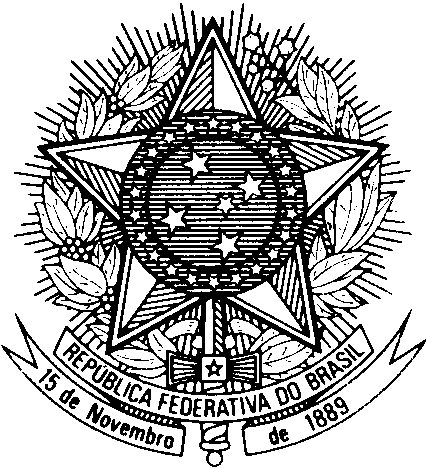 REPÚBLICA FEDERATIVA DO BRASIL
15 de Novembro de 1889